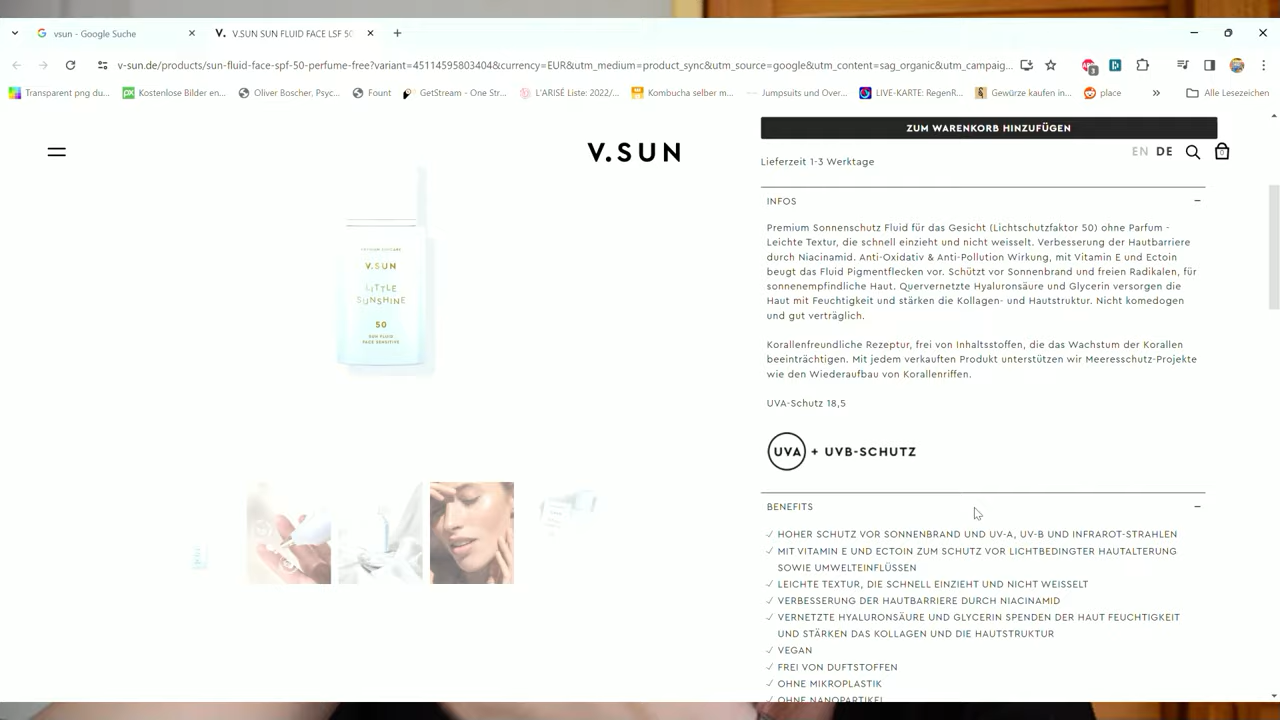 vsun - Google Suche
V.SUN SUN FLUID FACE LSF 50
v-sun.de/products/sun-fluid-face-spf-50-perfume-free?variant=45114595803404&currency=EUR&utm_medium=product_sync&utm_source=google&utm_content=sag_organic&utm_campaig...
3
Transparent png du... Kostenlose Bilder en... Oliver Boscher, Psyc... Fount GetStream - One Str... L'ARISÉ Liste: 2022/... Kombucha selber m... Jumpsuits und Over... LIVE-KARTE: RegenR... Gewürze kaufen in... place » Alle Lesezeichen
V.SUN
EN DE
0
V.SUN
LITTLE
SUNSHINE
50
SUN FLUID
FACE SENSITIVE
ZUM WARENKORB HINZUFÜGEN
Lieferzeit 1-3 Werktage
INFOS
Premium Sonnenschutz Fluid für das Gesicht (Lichtschutzfaktor 50) ohne Parfum -
Leichte Textur, die schnell einzieht und nicht weisselt. Verbesserung der Hautbarriere
durch Niacinamid. Anti-Oxidativ & Anti-Pollution Wirkung, mit Vitamin E und Ectoin
beugt das Fluid Pigmentflecken vor. Schützt vor Sonnenbrand und freien Radikalen, für
sonnenempfindliche Haut. Quervernetzte Hyaluronsäure und Glycerin versorgen die
Haut mit Feuchtigkeit und stärken die Kollagen- und Hautstruktur. Nicht komedogen
und gut verträglich.
Korallenfreundliche Rezeptur, frei von Inhaltsstoffen, die das Wachstum der Korallen
beeinträchtigen. Mit jedem verkauften Produkt unterstützen wir Meeresschutz-Projekte
wie den Wiederaufbau von Korallenriffen.
UVA-Schutz 18,5
UVA + UVB-SCHUTZ
BENEFITS
✓ HOHER SCHUTZ VOR SONNENBRAND UND UV-A, UV-B UND INFRAROT-STRAHLEN
✓ MIT VITAMIN E UND ECTOIN ZUM SCHUTZ VOR LICHTBEDINGTER HAUTALTERUNG
SOWIE UMWELTEINFLÜSSEN
✓ LEICHTE TEXTUR, DIE SCHNELL EINZIEHT UND NICHT WEISSELT
✓ VERBESSERUNG DER HAUTBARRIERE DURCH NIACINAMID
✓ VERNETZTE HYALURONSÄURE UND GLYCERIN SPENDEN DER HAUT FEUCHTIGKEIT
UND STÄRKEN DAS KOLLAGEN UND DIE HAUTSTRUKTUR
✓ VEGAN
✓ FREI VON DUFTSTOFFEN
✓ OHNE MIKROPLASTIK
✓ OHNE NANOPARTIKEL